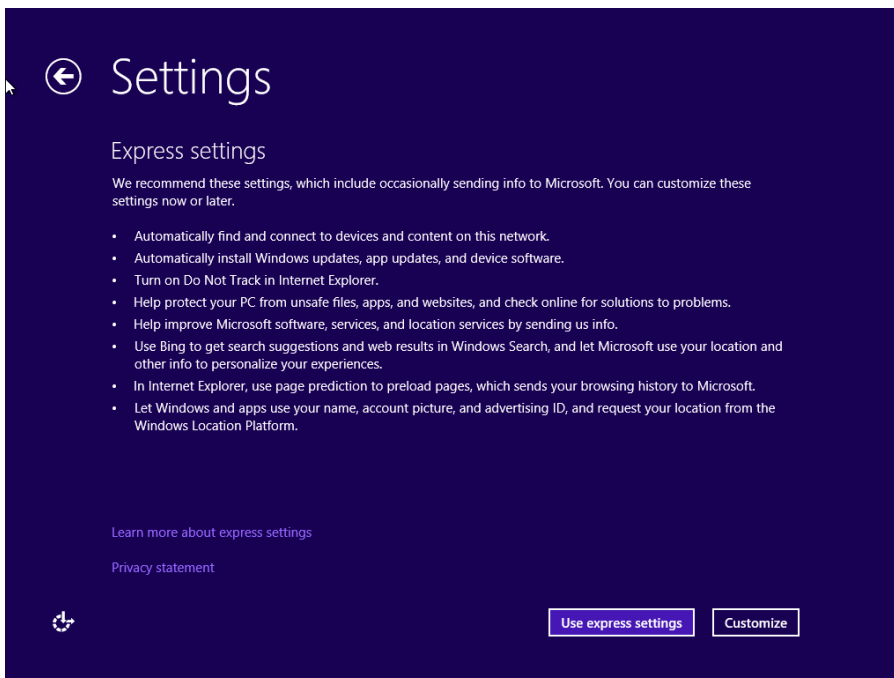 Settings
Express settings
We recommend these settings, which include occasionally sending info to Microsoft. You can customize these
settings now or later.
• Automatically find and connect to devices and content on this network.
• Automatically install Windows updates, app updates, and device software.
• Turn on Do Not Track in Internet Explorer.
• Help protect your PC from unsafe files, apps, and websites, and check online for solutions to problems.
• Help improve Microsoft software, services, and location services by sending us info.
• Use Bing to get search suggestions and web results in Windows Search, and let Microsoft use your location and
other info to personalize your experiences.
• In Internet Explorer, use page prediction to preload pages, which sends your browsing history to Microsoft.
• Let Windows and apps use your name, account picture, and advertising ID, and request your location from the
Windows Location Platform.
Learn more about express settings
Privacy statement
Use express settings Customize